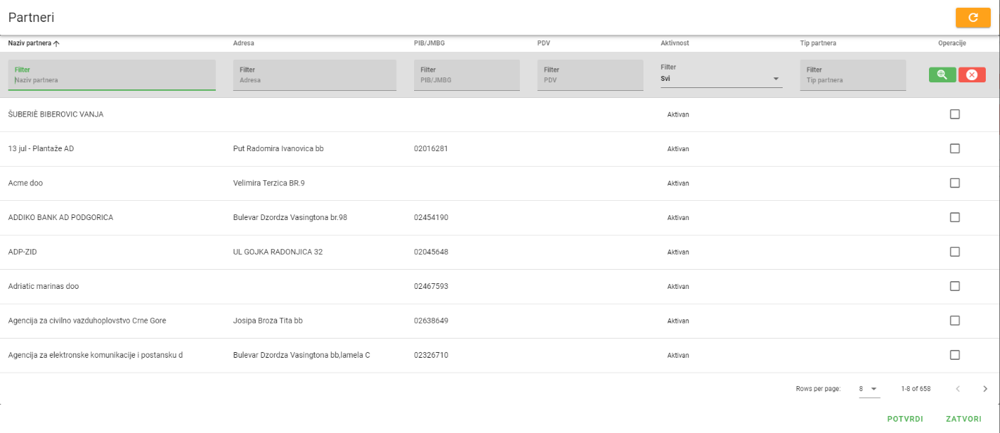 Partneri
Naziv partnera Adresa PIB/JMBG PDV Aktivnost Tip partnera Operacije
Filter Filter Filter Filter Filter Filter
Naziv partnera Adresa PIB/JMBG PDV Svi Tip partnera
ŠUBERIÈ BIBEROVIC VANJA Aktivan
13 jul - Plantaže AD Put Radomira Ivanovica bb 02016281 Aktivan
Acme doo Velimira Terzica BR.9 Aktivan
ADDIKO BANK AD PODGORICA Bulevar Dzordza Vasingtona br.98 02454190 Aktivan
ADP-ZID UL GOJKA RADONJICA 32 02045648 Aktivan
Adriatic marinas doo 02467593 Aktivan
Agencija za civilno vazduhoplovstvo Crne Gore Josipa Broza Tita bb 02638649 Aktivan
Agencija za elektronske komunikacije i postansku d Bulevar Dzordza Vasingtona bb,lamela C 02326710 Aktivan
Rows per page: 8 1-8 of 658
POTVRDI ZATVORI